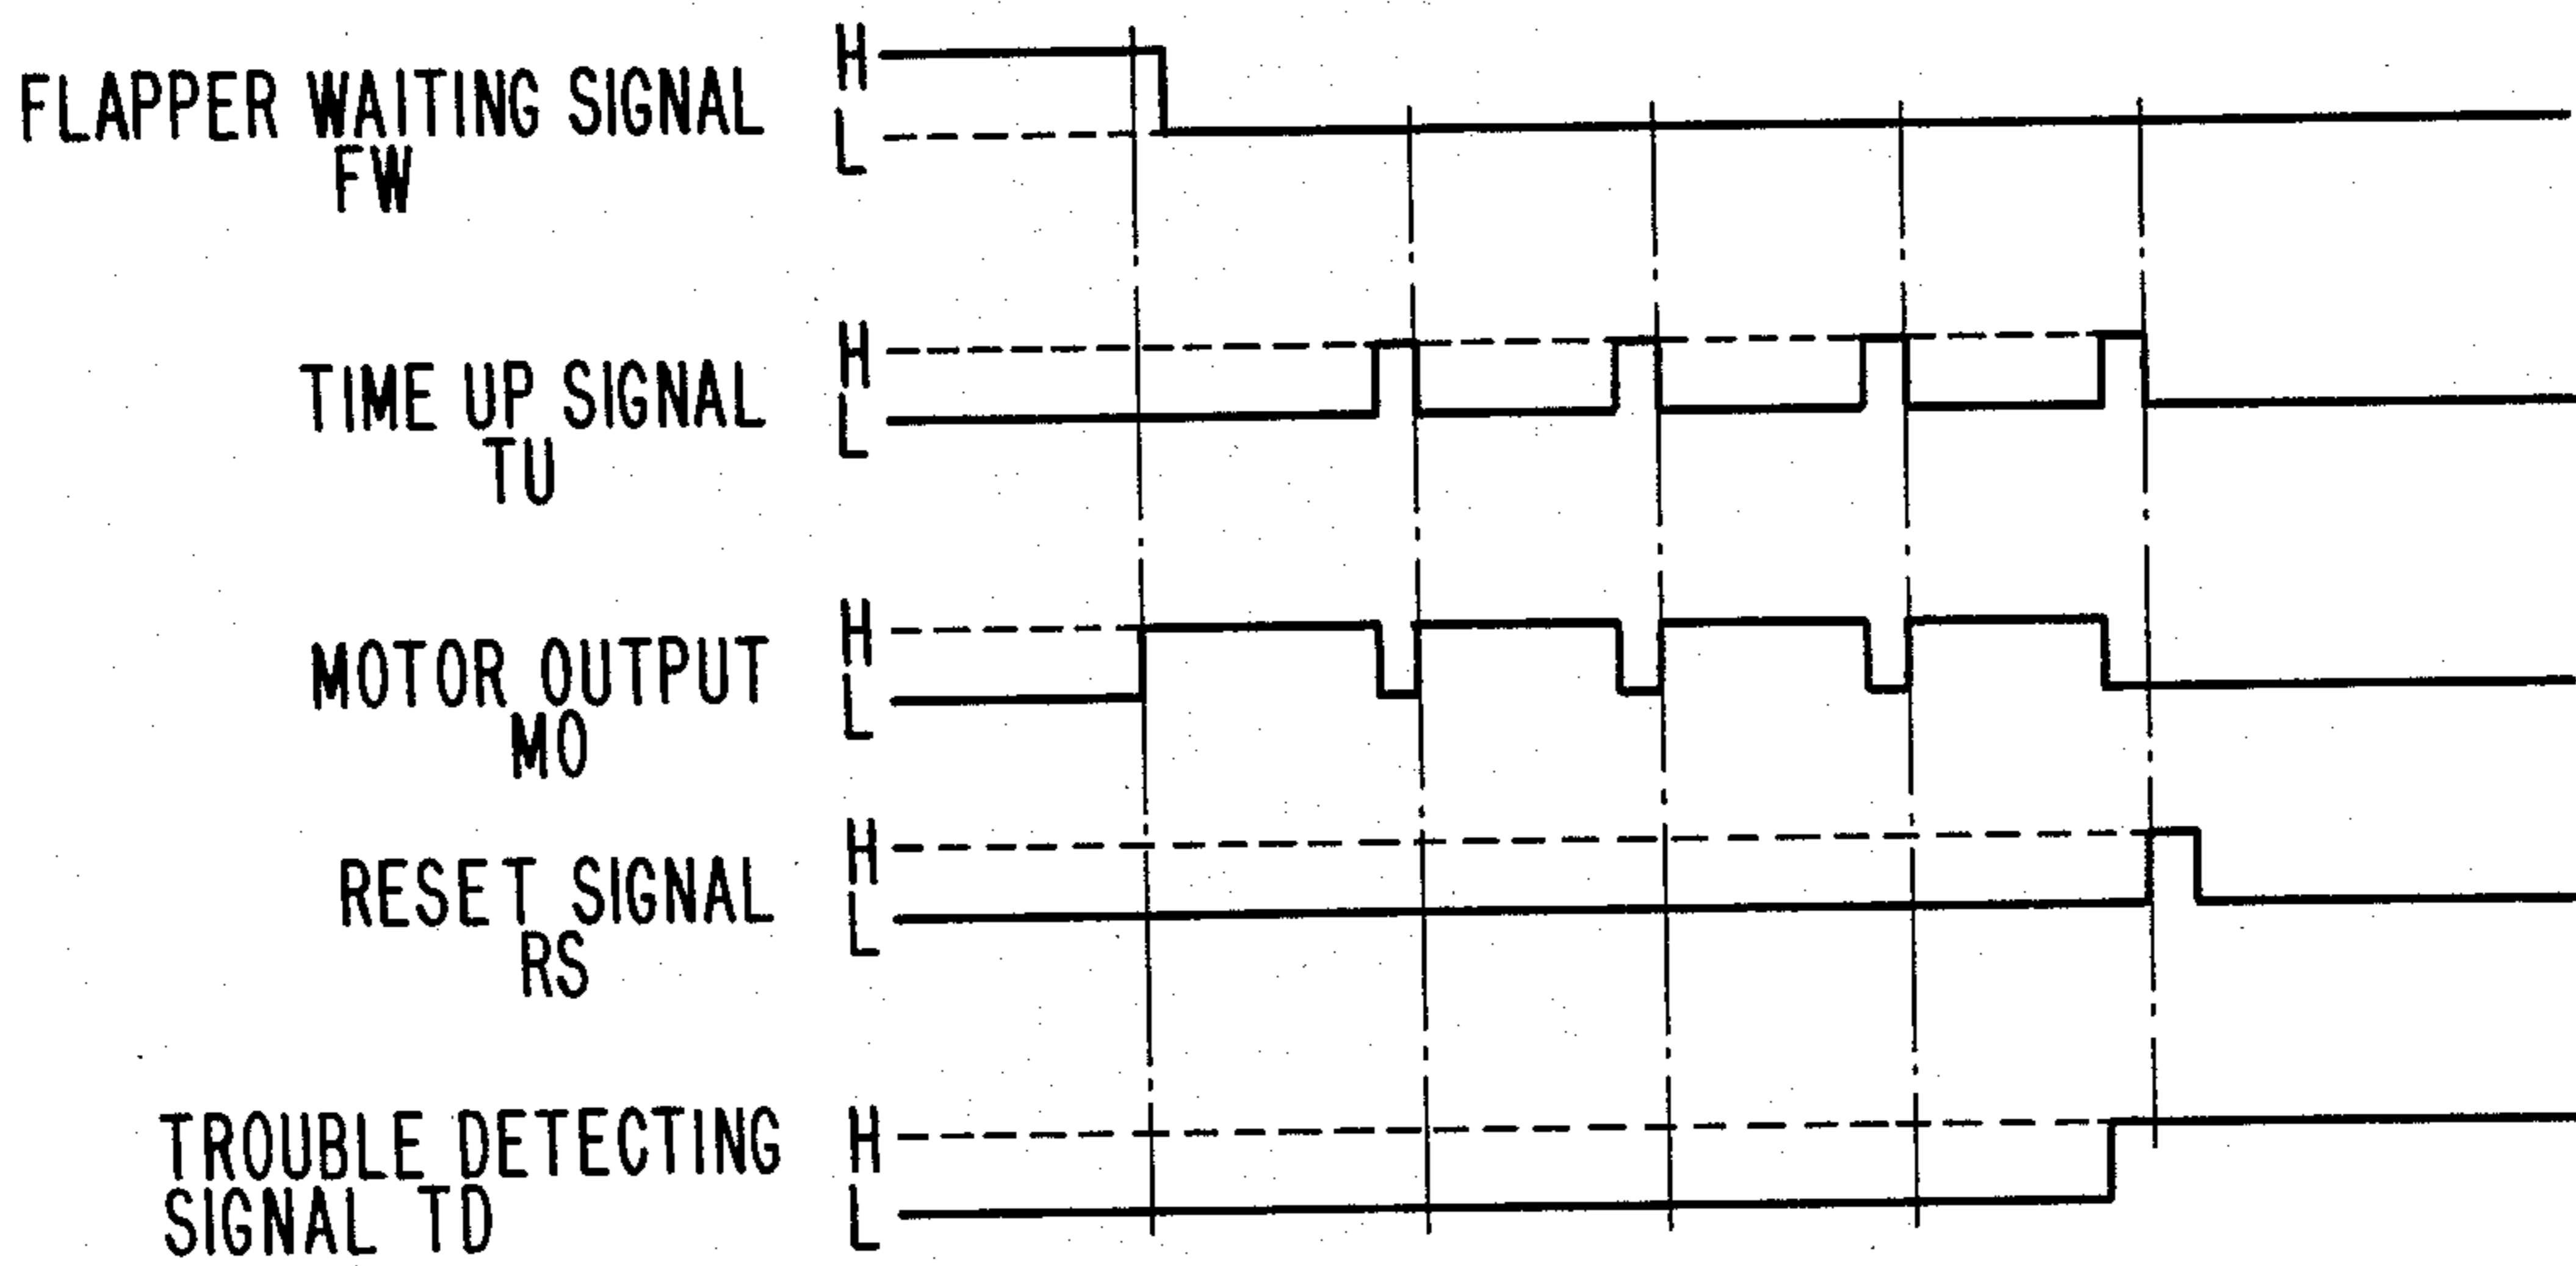 FLAPPER WAITING SIGNAL
FW
H
L
TIME UP SIGNAL
TU
H
L
MOTOR OUTPUT
MO
H
L
RESET SIGNAL
RS
H
L
TROUBLE DETECTING
SIGNAL TD
H
L